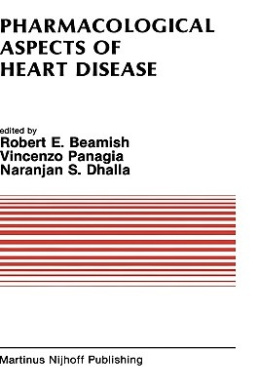 PHARMACOLOGICAL
ASPECTS OF
HEART DISEASE
edited by
Robert E. Beamish
Vincenzo Panagia
Naranjan S. Dhalla
Martinus Nijhoff Publishing